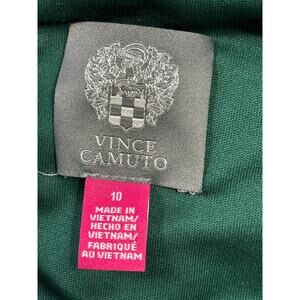 VINCE
CAMUTO
10
MADE IN
VIETNAM/
HECHO EN
VIETNAM/
FABRIQUÉ
AU VIETNAM